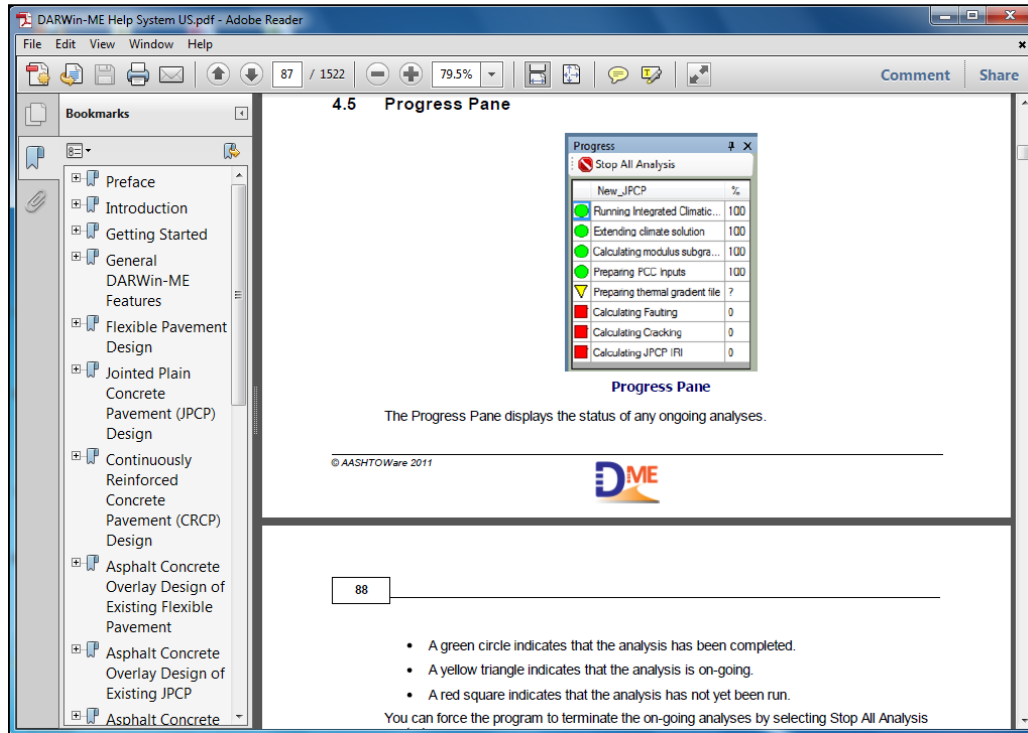 DARWin-ME Help System US.pdf - Adobe Reader
File Edit View Window Help
87 / 1522 79.5% Comment Share
Bookmarks
Preface
Introduction
Getting Started
General
DARWin-ME
Features
Flexible Pavement
Design
Jointed Plain
Concrete
Pavement (JPCP)
Design
Continuously
Reinforced
Concrete
Pavement (CRCP)
Design
Asphalt Concrete
Overlay Design of
Existing Flexible
Pavement
Asphalt Concrete
Overlay Design of
Existing JPCP
Asphalt Concrete
4.5 Progress Pane
Progress
Stop All Analysis
New_JPCP %
Running Integrated Climatic... 100
Extending climate solution 100
Calculating modulus subgra... 100
Preparing PCC Inputs 100
Preparing thermal gradient file ?
Calculating Faulting 0
Calculating Cracking 0
Calculating JPCP IRI 0
Progress Pane
The Progress Pane displays the status of any ongoing analyses.
© AASHTOWare 2011
DME
88
• A green circle indicates that the analysis has been completed.
• A yellow triangle indicates that the analysis is on-going.
• A red square indicates that the analysis has not yet been run.
You can force the program to terminate the on-going analyses by selecting Stop All Analysis